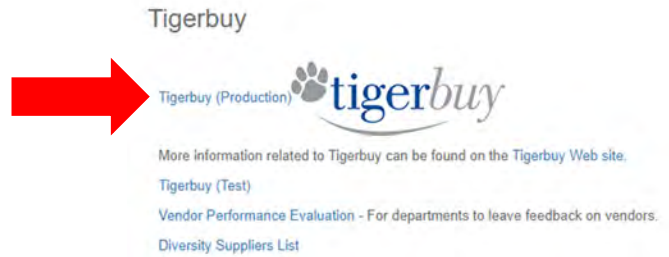 Tigerbuy
Tigerbuy (Production) tigerbuy
More information related to Tigerbuy can be found on the Tigerbuy Web site.
Tigerbuy (Test)
Vendor Performance Evaluation - For departments to leave feedback on vendors.
Diversity Suppliers List